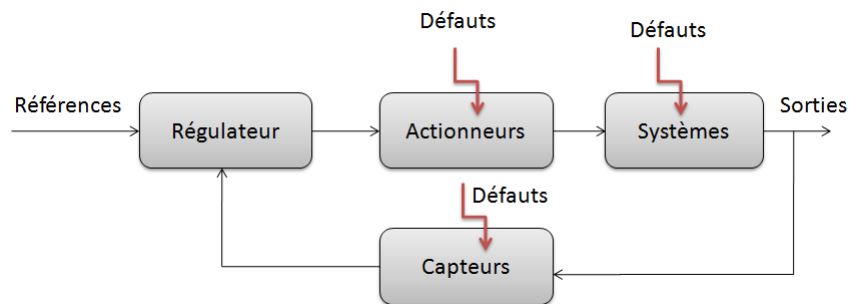 Défauts
Défauts
Références
Régulateur
Actionneurs
Systèmes
Sorties
Défauts
Capteurs